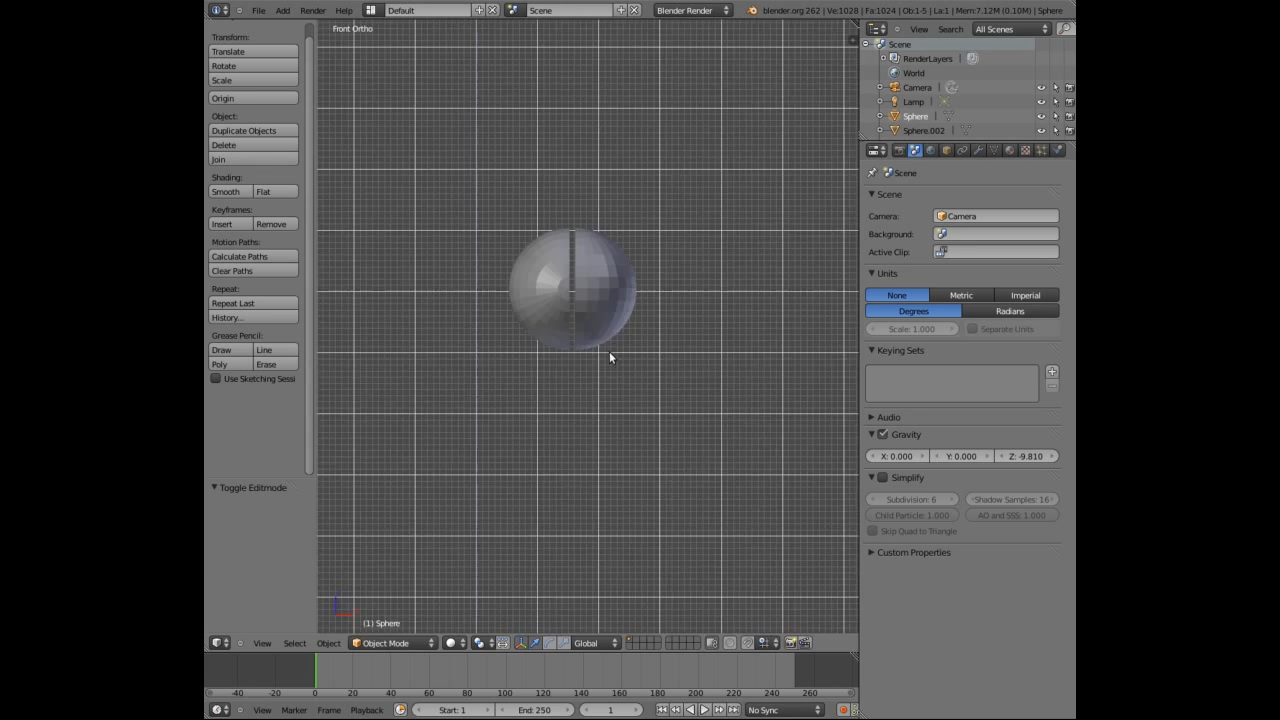 File Add Render Help Default Scene Blender Render blender.org 262 | Ve:1028 | Fa:1024 | Ob:1-5 | La:1 | Mem:7.12M (0.10M) | Sphere
Front Ortho
Transform:
Translate
Rotate
Scale
Origin
Object:
Duplicate Objects
Delete
Join
Shading:
Smooth Flat
Keyframes:
Insert Remove
Motion Paths:
Calculate Paths
Clear Paths
Repeat:
Repeat Last
History...
Grease Pencil:
Draw Line
Poly Erase
Use Sketching Sessi
Toggle Editmode
(1) Sphere
View Select Object Object Mode Global
View Search All Scenes
Scene
RenderLayers
World
Camera
Lamp
Sphere
Sphere.002
Scene
Scene
Camera: Camera
Background:
Active Clip:
Units
None Metric Imperial
Degrees Radians
Scale: 1.000 Separate Units
Keying Sets
Audio
Gravity
X: 0.000 Y: 0.000 Z: -9.810
Simplify
Subdivision: 6 Shadow Samples: 16
Child Particle: 1.000 AO and SSS: 1.000
Skip Quad to Triangle
Custom Properties
-40 -20 0 20 40 60 80 100 120 140 160 180 200 220 240 260
View Marker Frame Playback Start: 1 End: 250 1 No Sync